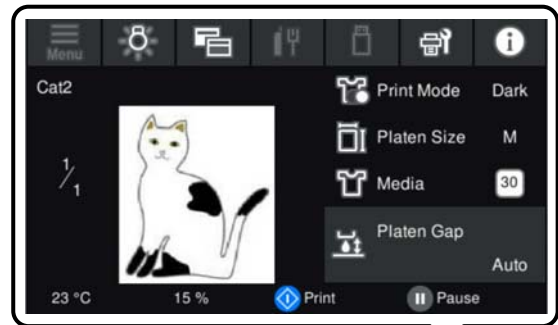 Menu
Cat2
1/1
Print Mode Dark
Platen Size M
Media 30
Platen Gap
Auto
23 °C 15 % Print Pause